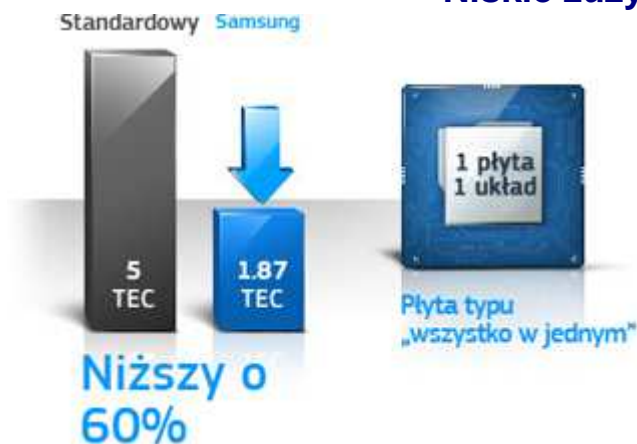 Standardowy Samsung
5
TEC
1.87
TEC
Niższy o
60%
1 płyta
1 układ
Płyta typu
„wszystko w jednym”